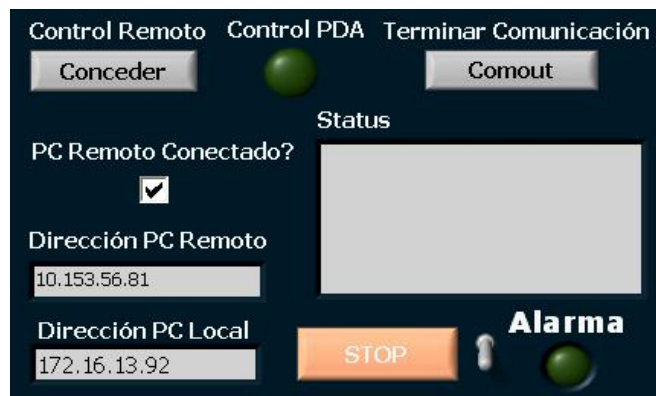 Control Remoto Control PDA Terminar Comunicación
Conceder Comout
Status
PC Remoto Conectado?
Dirección PC Remoto
10.153.56.81
Dirección PC Local
172.16.13.92
STOP
Alarma